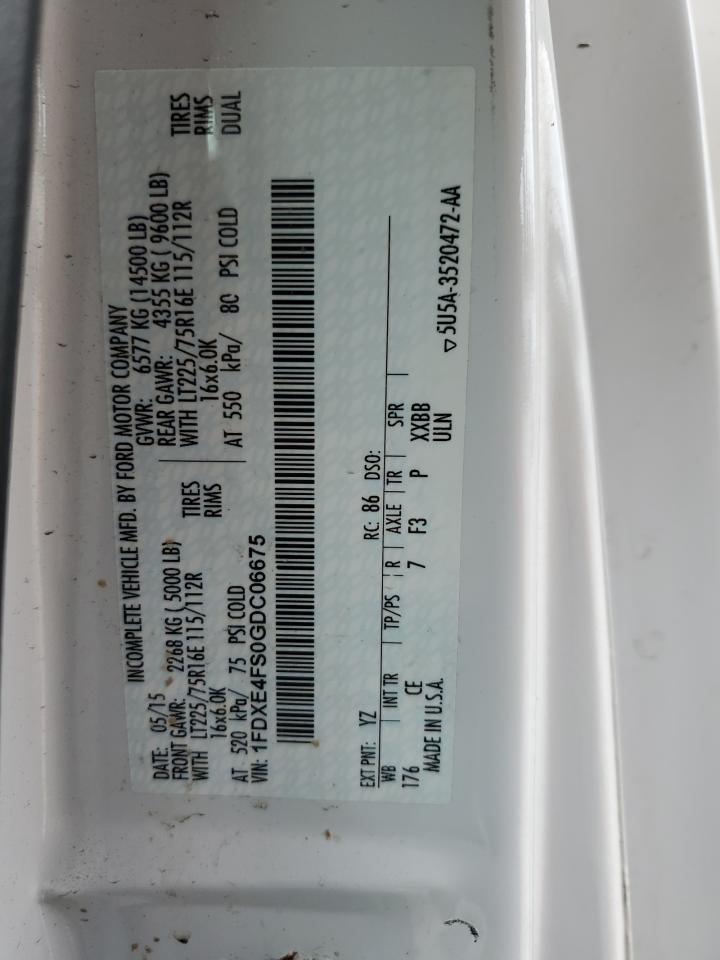 INCOMPLETE VEHICLE MFD. BY FORD MOTOR COMPANY
DATE: 05/15 GVWR: 6577 KG (14500 LB)
FRONT GAWR: 2268 KG ( 5000 LB) REAR GAWR: 4355 KG ( 9600 LB)
WITH LT225/75R16E 115/112R TIRES WITH LT225/75R16E 115/112R TIRES
16x6.0K RIMS 16x6.0K RIMS
AT 520 kPa/ 75 PSI COLD AT 550 kPa/ 80 PSI COLD DUAL
VIN: 1FDXE4FS0GDC06675
EXT PNT: YZ RC: 86 DSO:
WB INT TR TP/PS R AXLE TR SPR
176 CE 7 F3 P XXBB
MADE IN U.S.A. ULN
▽5U5A-3520472-AA